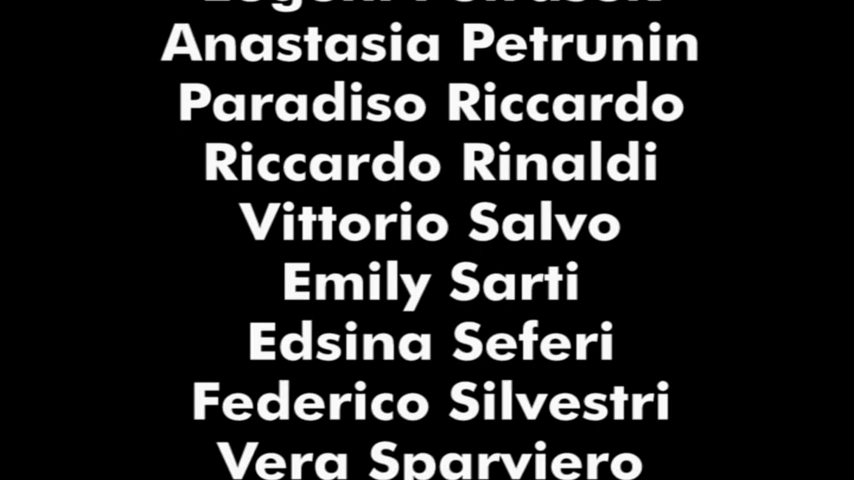 Anastasia Petrunin
Paradiso Riccardo
Riccardo Rinaldi
Vittorio Salvo
Emily Sarti
Edsina Seferi
Federico Silvestri
Vera Sparviero